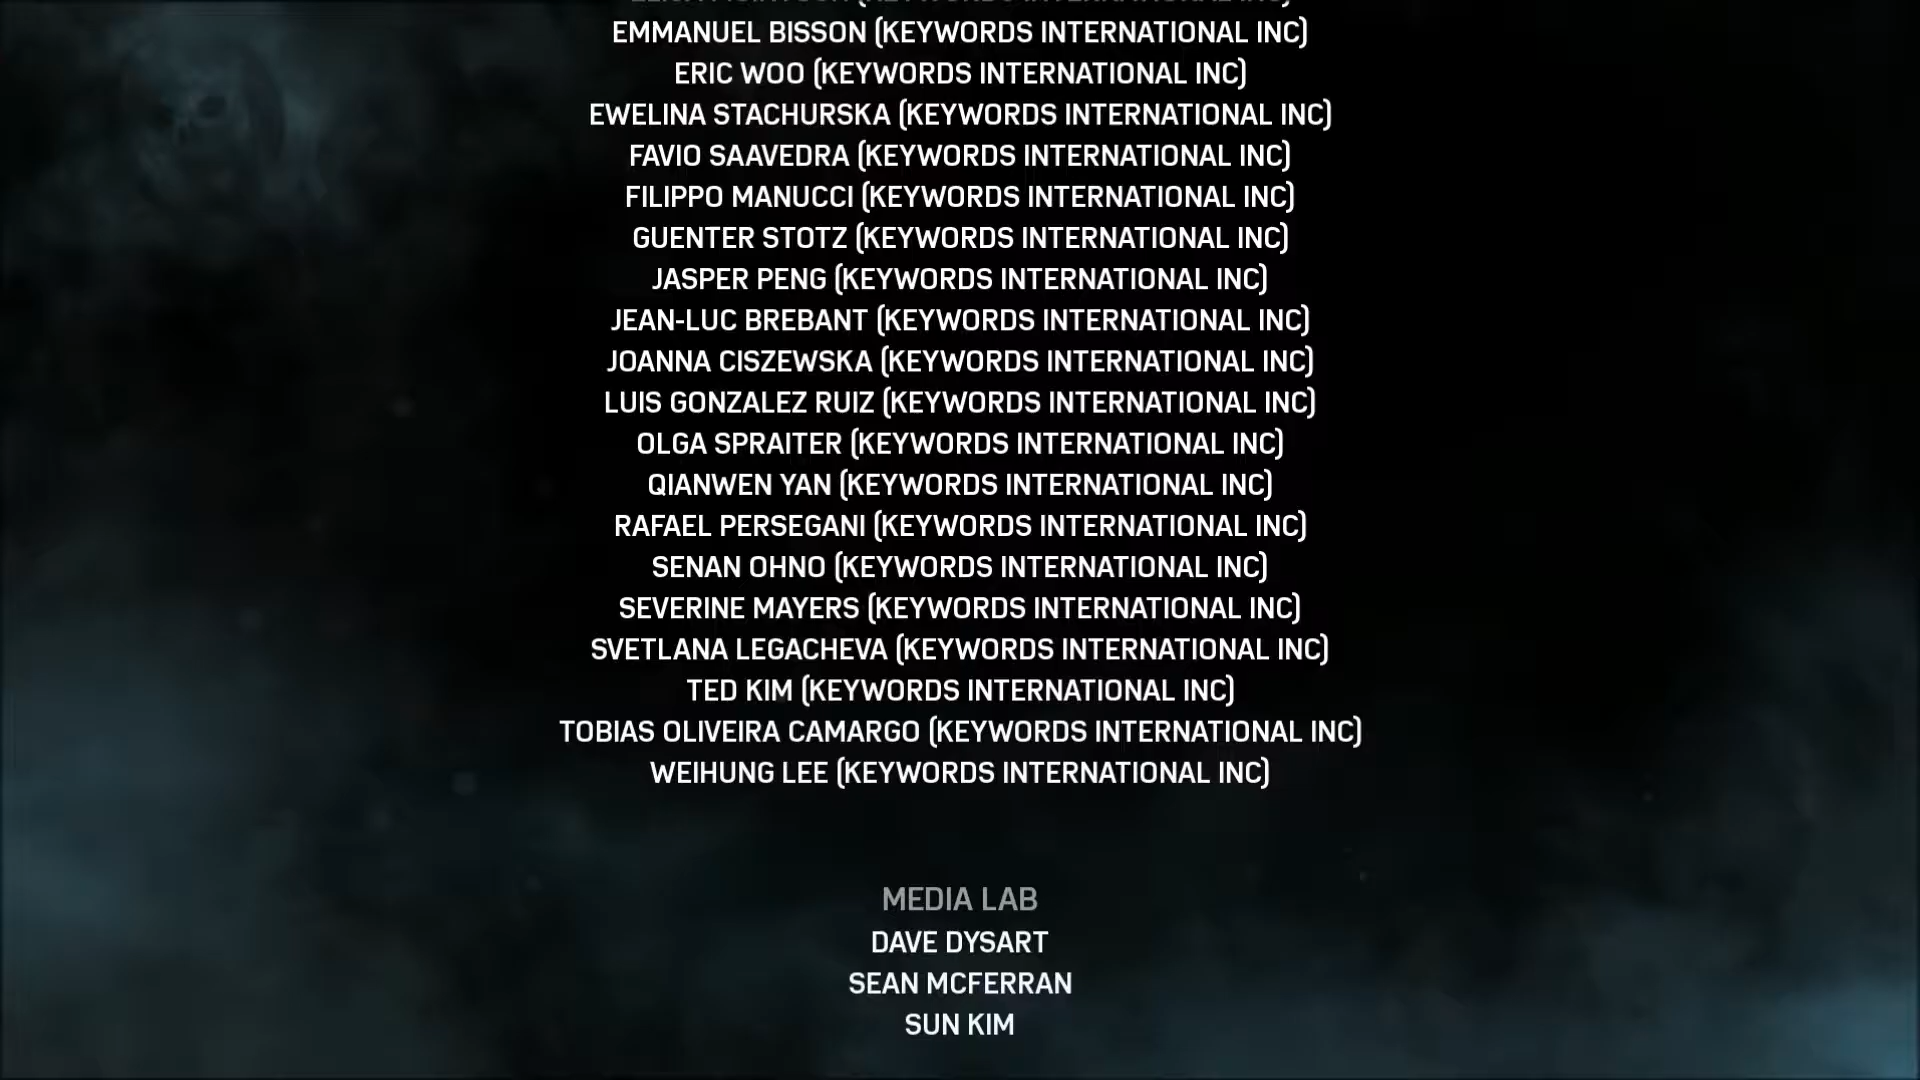 EMMANUEL BISSON (KEYWORDS INTERNATIONAL INC)
ERIC WOO (KEYWORDS INTERNATIONAL INC)
EWELINA STACHURSKA (KEYWORDS INTERNATIONAL INC)
FAVIO SAAVEDRA (KEYWORDS INTERNATIONAL INC)
FILIPPO MANUCCI (KEYWORDS INTERNATIONAL INC)
GUENTER STOTZ (KEYWORDS INTERNATIONAL INC)
JASPER PENG (KEYWORDS INTERNATIONAL INC)
JEAN-LUC BREBANT (KEYWORDS INTERNATIONAL INC)
JOANNA CISZEWSKA (KEYWORDS INTERNATIONAL INC)
LUIS GONZALEZ RUIZ (KEYWORDS INTERNATIONAL INC)
OLGA SPRAITER (KEYWORDS INTERNATIONAL INC)
QIANWEN YAN (KEYWORDS INTERNATIONAL INC)
RAFAEL PERSEGANI (KEYWORDS INTERNATIONAL INC)
SENAN OHNO (KEYWORDS INTERNATIONAL INC)
SEVERINE MAYERS (KEYWORDS INTERNATIONAL INC)
SVETLANA LEGACHEVA (KEYWORDS INTERNATIONAL INC)
TED KIM (KEYWORDS INTERNATIONAL INC)
TOBIAS OLIVEIRA CAMARGO (KEYWORDS INTERNATIONAL INC)
WEIHUNG LEE (KEYWORDS INTERNATIONAL INC)
MEDIA LAB
DAVE DYSART
SEAN MCFERRAN
SUN KIM